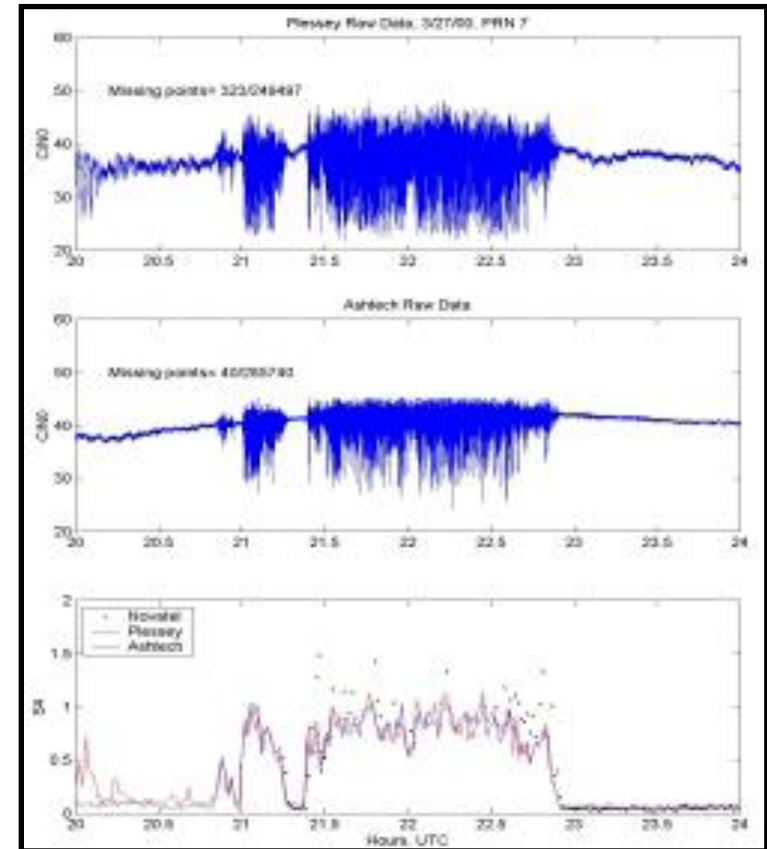 Plessey Raw Data, 3/27/00, PRN 7
60
50
40
30
20
C/N0
Missing points= 323/
20 20.5 21 21.5 22 22.5 23 23.5 24
Ashtech Raw Data
60
50
40
30
20
C/N0
Missing points= 40/
20 20.5 21 21.5 22 22.5 23 23.5 24
2
1.5
1
0.5
0
S4
Novatel
Plessey
Ashtech
20 20.5 21 21.5 22 22.5 23 23.5 24
Hours, UTC